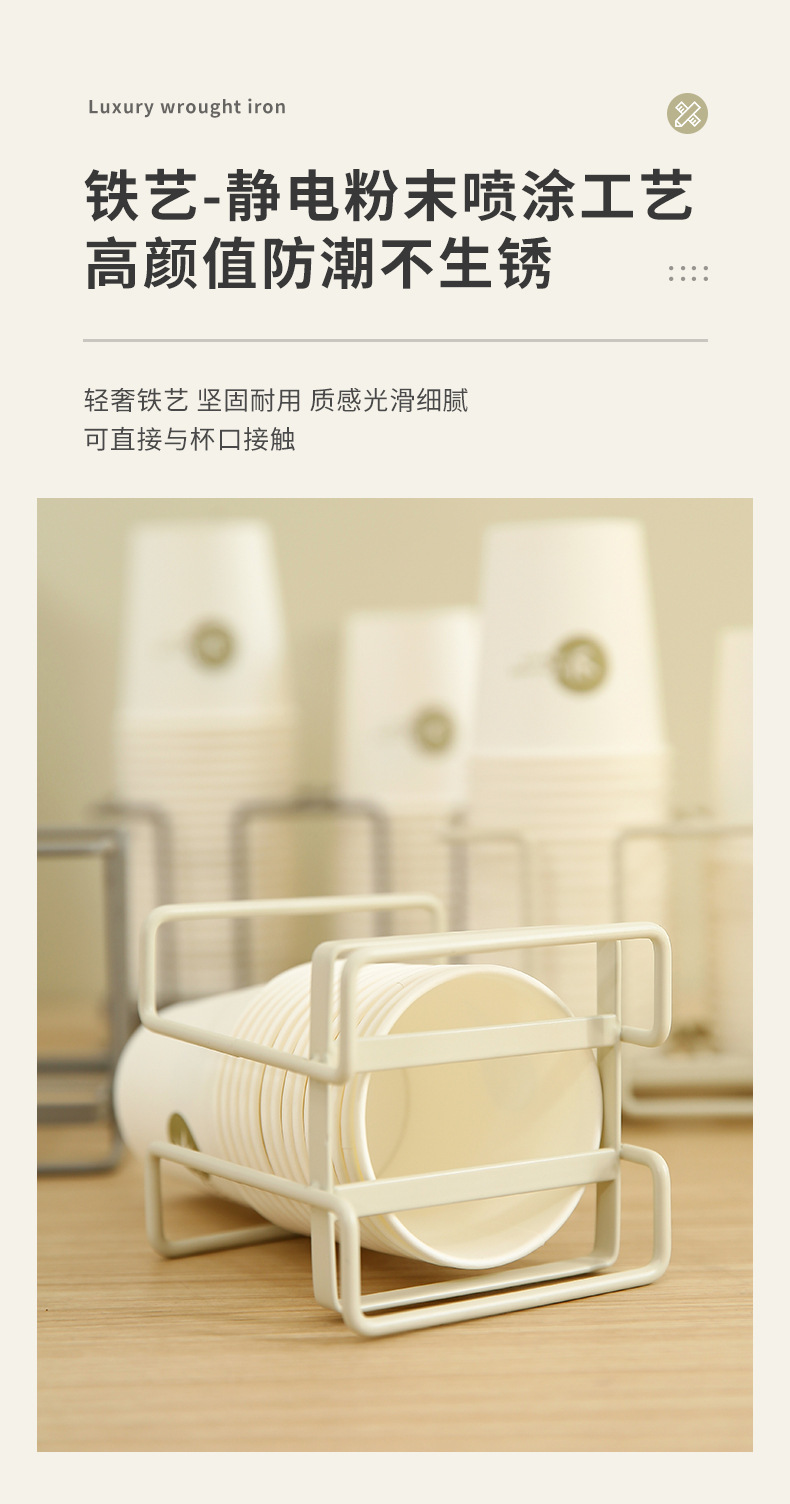 Luxury wrought iron
铁艺-静电粉末喷涂工艺
高颜值防潮不生锈
轻奢铁艺 坚固耐用 质感光滑细腻
可直接与杯口接触